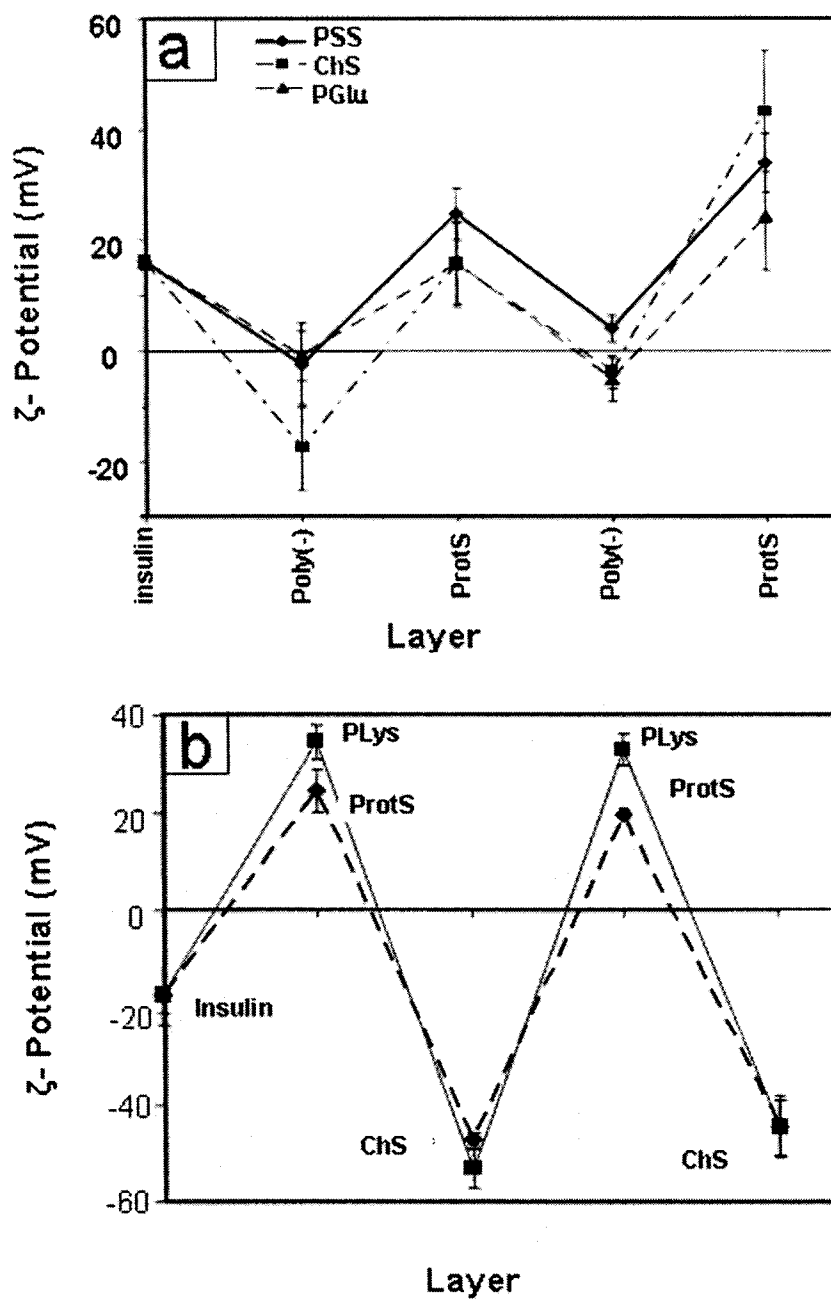 60
a
PSS
ChS
PGlu
40
20
0
-20
ζ- Potential (mV)
insulin
Poly(-)
ProtS
Poly(-)
ProtS
Layer
40
b
PLys
PLys
ProtS
ProtS
20
0
Insulin
-20
-40
ChS
ChS
-60
ζ- Potential (mV)
Layer